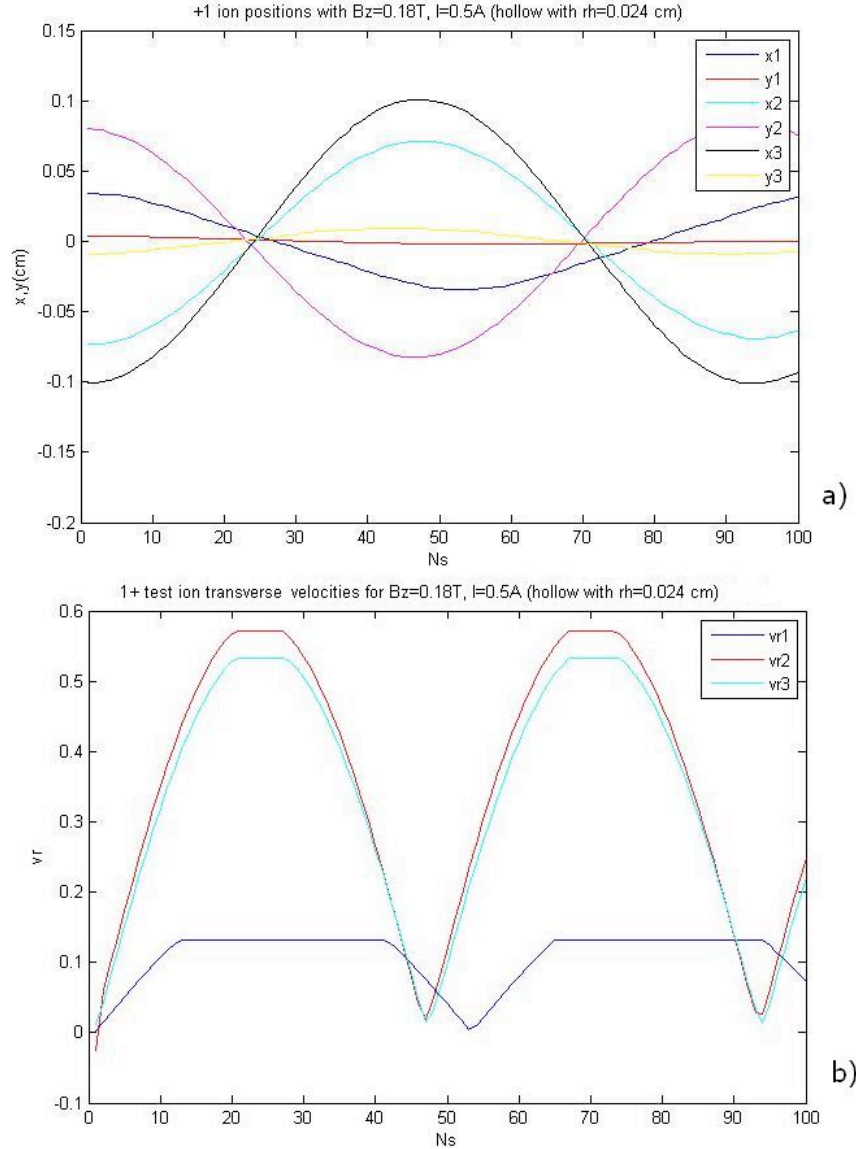 +1 ion positions with Bz=0.18T, I=0.5A (hollow with rh=0.024 cm)
0.15
0.1
0.05
0
-0.05
-0.1
-0.15
-0.2
x,y(cm)
x1
y1
x2
y2
x3
y3
0 10 20 30 40 50 60 70 80 90 100
Ns
a)
1+ test ion transverse velocities for Bz=0.18T, I=0.5A (hollow with rh=0.024 cm)
0.6
0.5
0.4
0.3
0.2
0.1
0
-0.1
vr
vr1
vr2
vr3
0 10 20 30 40 50 60 70 80 90 100
Ns
b)